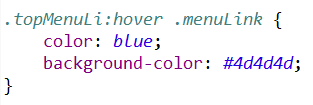 .topMenuLi:hover .menuLink {
    color: blue;
    background-color: #4d4d4d;
}